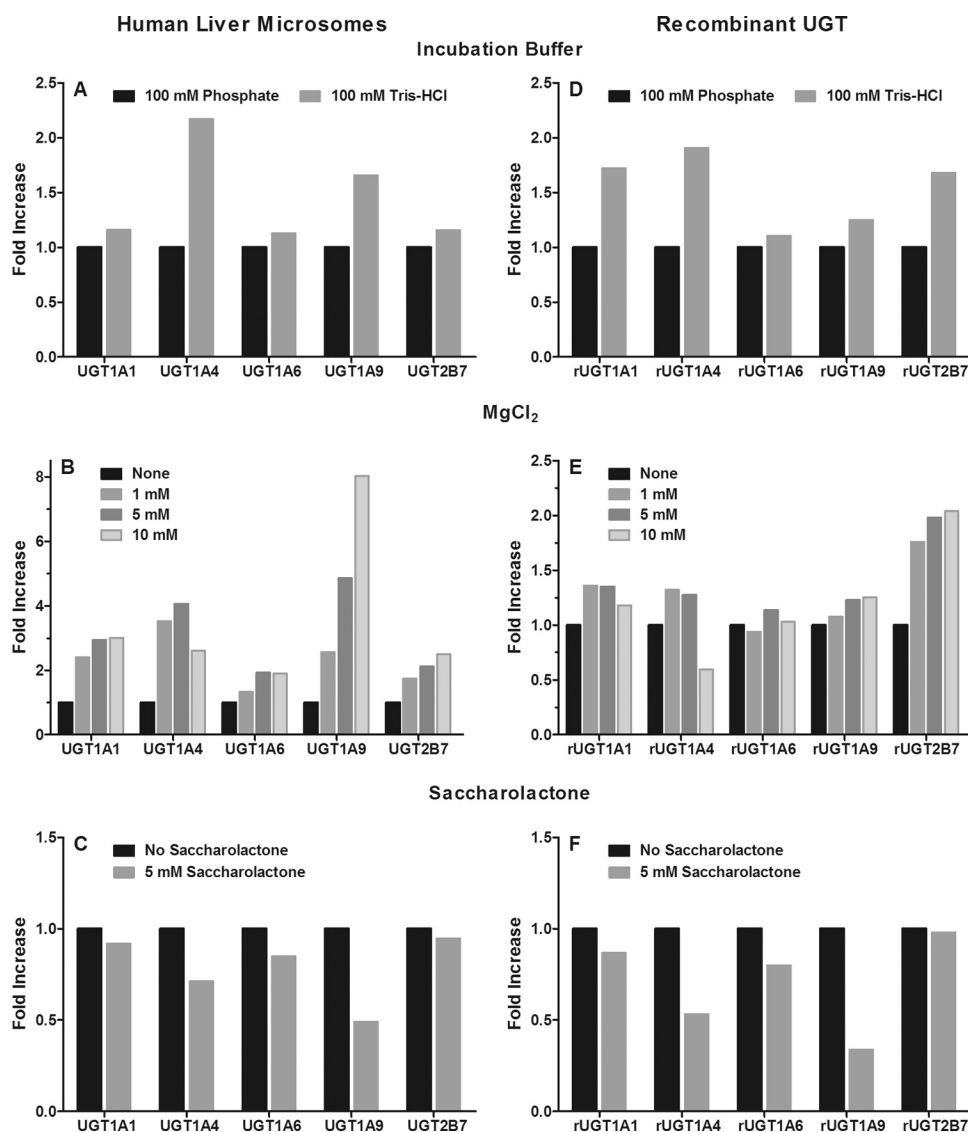 Human Liver Microsomes
Recombinant UGT
Incubation Buffer
A
100 mM Phosphate
100 mM Tris-HCl
Fold Increase
2.5
2.0
1.5
1.0
0.5
0.0
UGT1A1 UGT1A4 UGT1A6 UGT1A9 UGT2B7
D
100 mM Phosphate
100 mM Tris-HCl
Fold Increase
2.5
2.0
1.5
1.0
0.5
0.0
rUGT1A1 rUGT1A4 rUGT1A6 rUGT1A9 rUGT2B7
MgCl₂
B
None
1 mM
5 mM
10 mM
Fold Increase
8
6
4
2
0
UGT1A1 UGT1A4 UGT1A6 UGT1A9 UGT2B7
E
None
1 mM
5 mM
10 mM
Fold Increase
2.5
2.0
1.5
1.0
0.5
0.0
rUGT1A1 rUGT1A4 rUGT1A6 rUGT1A9 rUGT2B7
Saccharolactone
C
No Saccharolactone
5 mM Saccharolactone
Fold Increase
1.5
1.0
0.5
0.0
UGT1A1 UGT1A4 UGT1A6 UGT1A9 UGT2B7
F
No Saccharolactone
5 mM Saccharolactone
Fold Increase
1.5
1.0
0.5
0.0
rUGT1A1 rUGT1A4 rUGT1A6 rUGT1A9 rUGT2B7